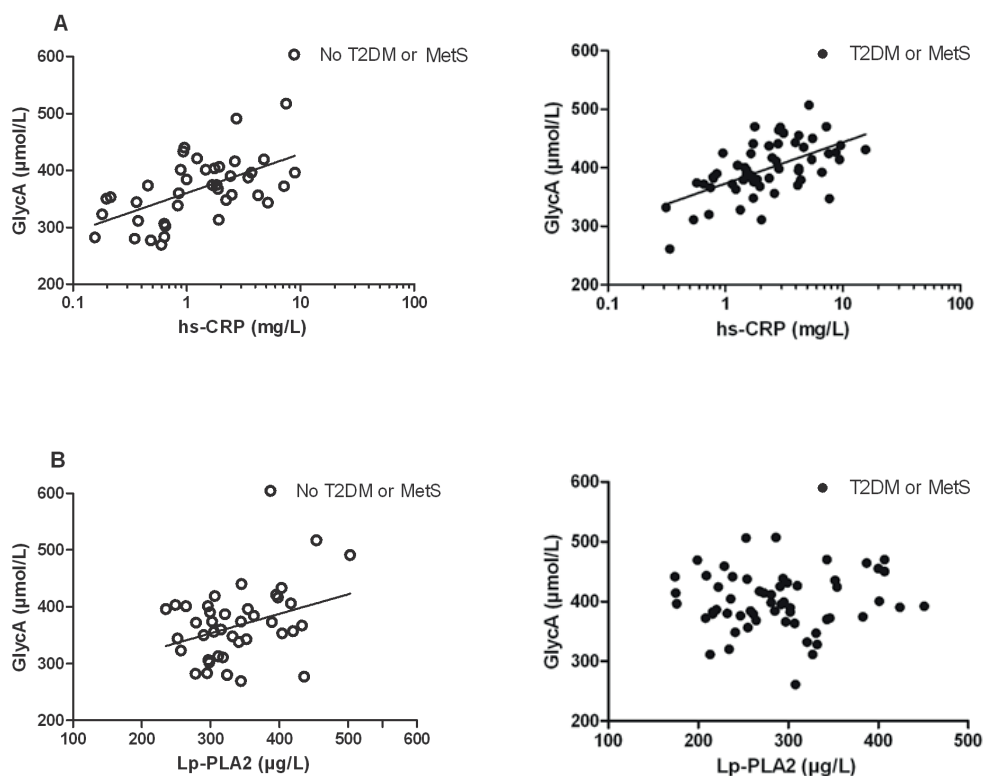 A
No T2DM or MetS
600
500
400
300
200
GlycA (µmol/L)
0.1 1 10 100
hs-CRP (mg/L)
T2DM or MetS
600
500
400
300
200
GlycA (µmol/L)
0.1 1 10 100
hs-CRP (mg/L)
B
No T2DM or MetS
600
500
400
300
200
GlycA (µmol/L)
100 200 300 400 500 600
Lp-PLA2 (µg/L)
T2DM or MetS
600
500
400
300
200
GlycA (µmol/L)
100 200 300 400 500
Lp-PLA2 (µg/L)